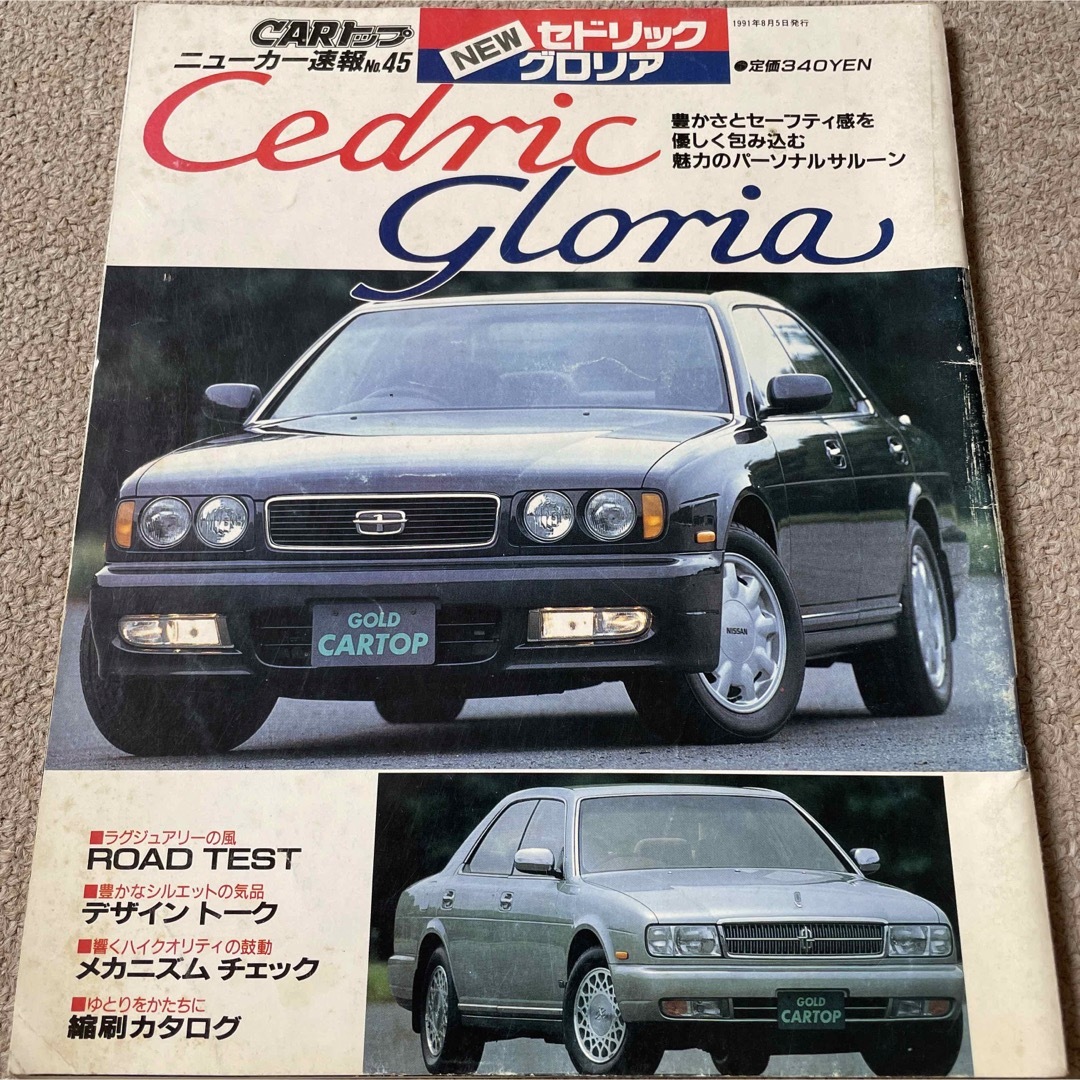 CARトップ
ニューカー速報No.45
NEW
セドリック
グロリア
1991年8月5日発行
●定価340YEN
Cedric
Gloria
豊かさとセーフティ感を
優しく包み込む
魅力のパーソナルサルーン
GOLD
CARTOP
NISSAN
■ラグジュアリーの風
ROAD TEST
■豊かなシルエットの気品
デザイン トーク
■響くハイクオリティの鼓動
メカニズム チェック
■ゆとりをかたちに
縮刷カタログ
GOLD
CARTOP